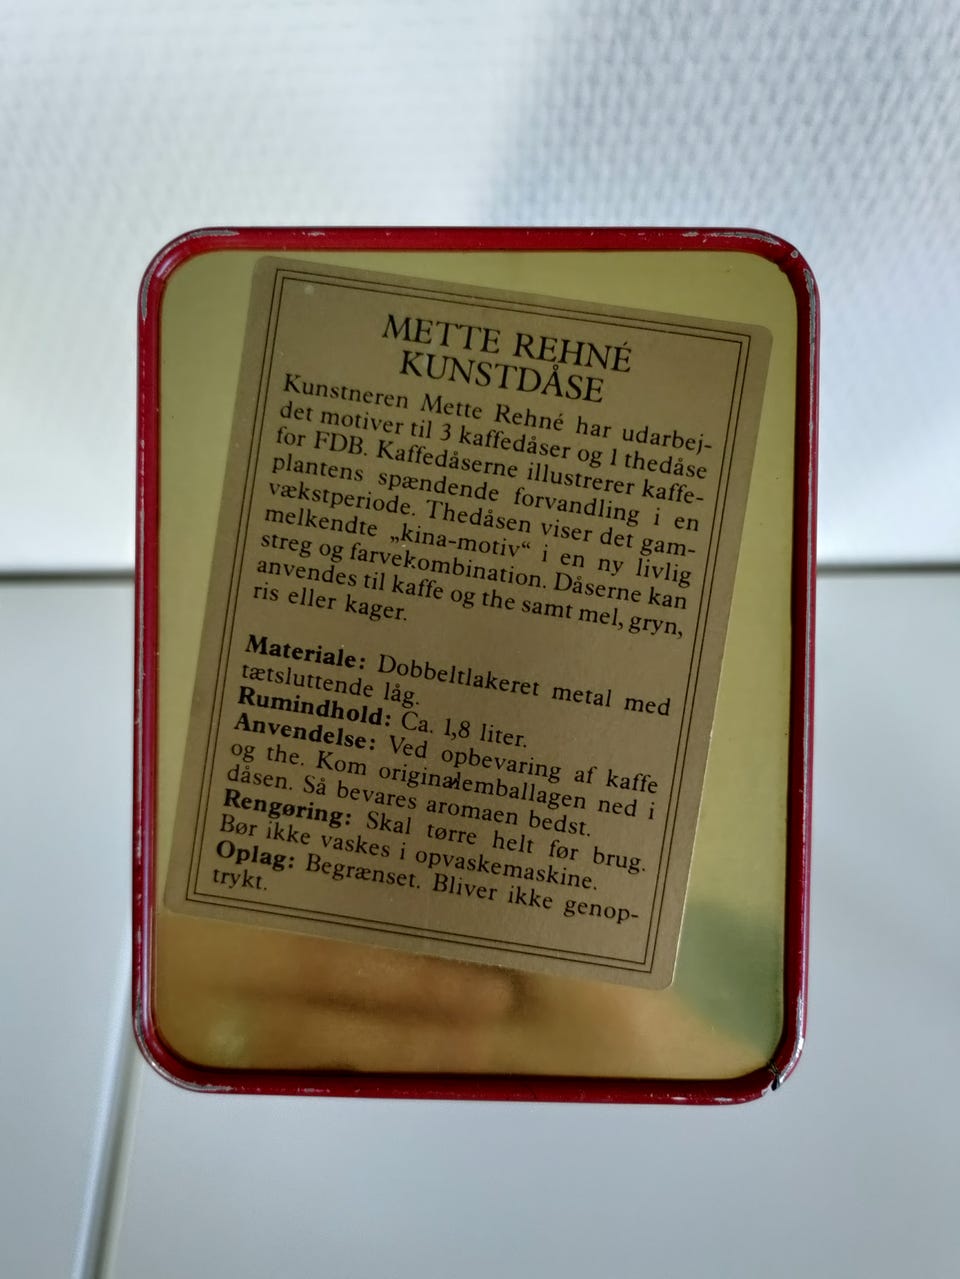 METTE REHNÉ
KUNSTDÅSE
Kunstneren Mette Rehné har udarbej-
det motiver til 3 kaffedåser og 1 thedåse
for FDB. Kaffedåserne illustrerer kaffe-
plantens spændende forvandling i en
vækstperiode. Thedåsen viser det gam-
melkendte „kina-motiv“ i en ny livlig
streg og farvekombination. Dåserne kan
anvendes til kaffe og the samt mel, gryn,
ris eller kager.
Materiale: Dobbeltlakeret metal med
tætsluttende låg.
Rumindhold: Ca. 1,8 liter.
Anvendelse: Ved opbevaring af kaffe
og the. Kom originalemballagen ned i
dåsen. Så bevares aromaen bedst.
Rengøring: Skal tørre helt før brug.
Bør ikke vaskes i opvaskemaskine.
Oplag: Begrænset. Bliver ikke genop-
trykt.